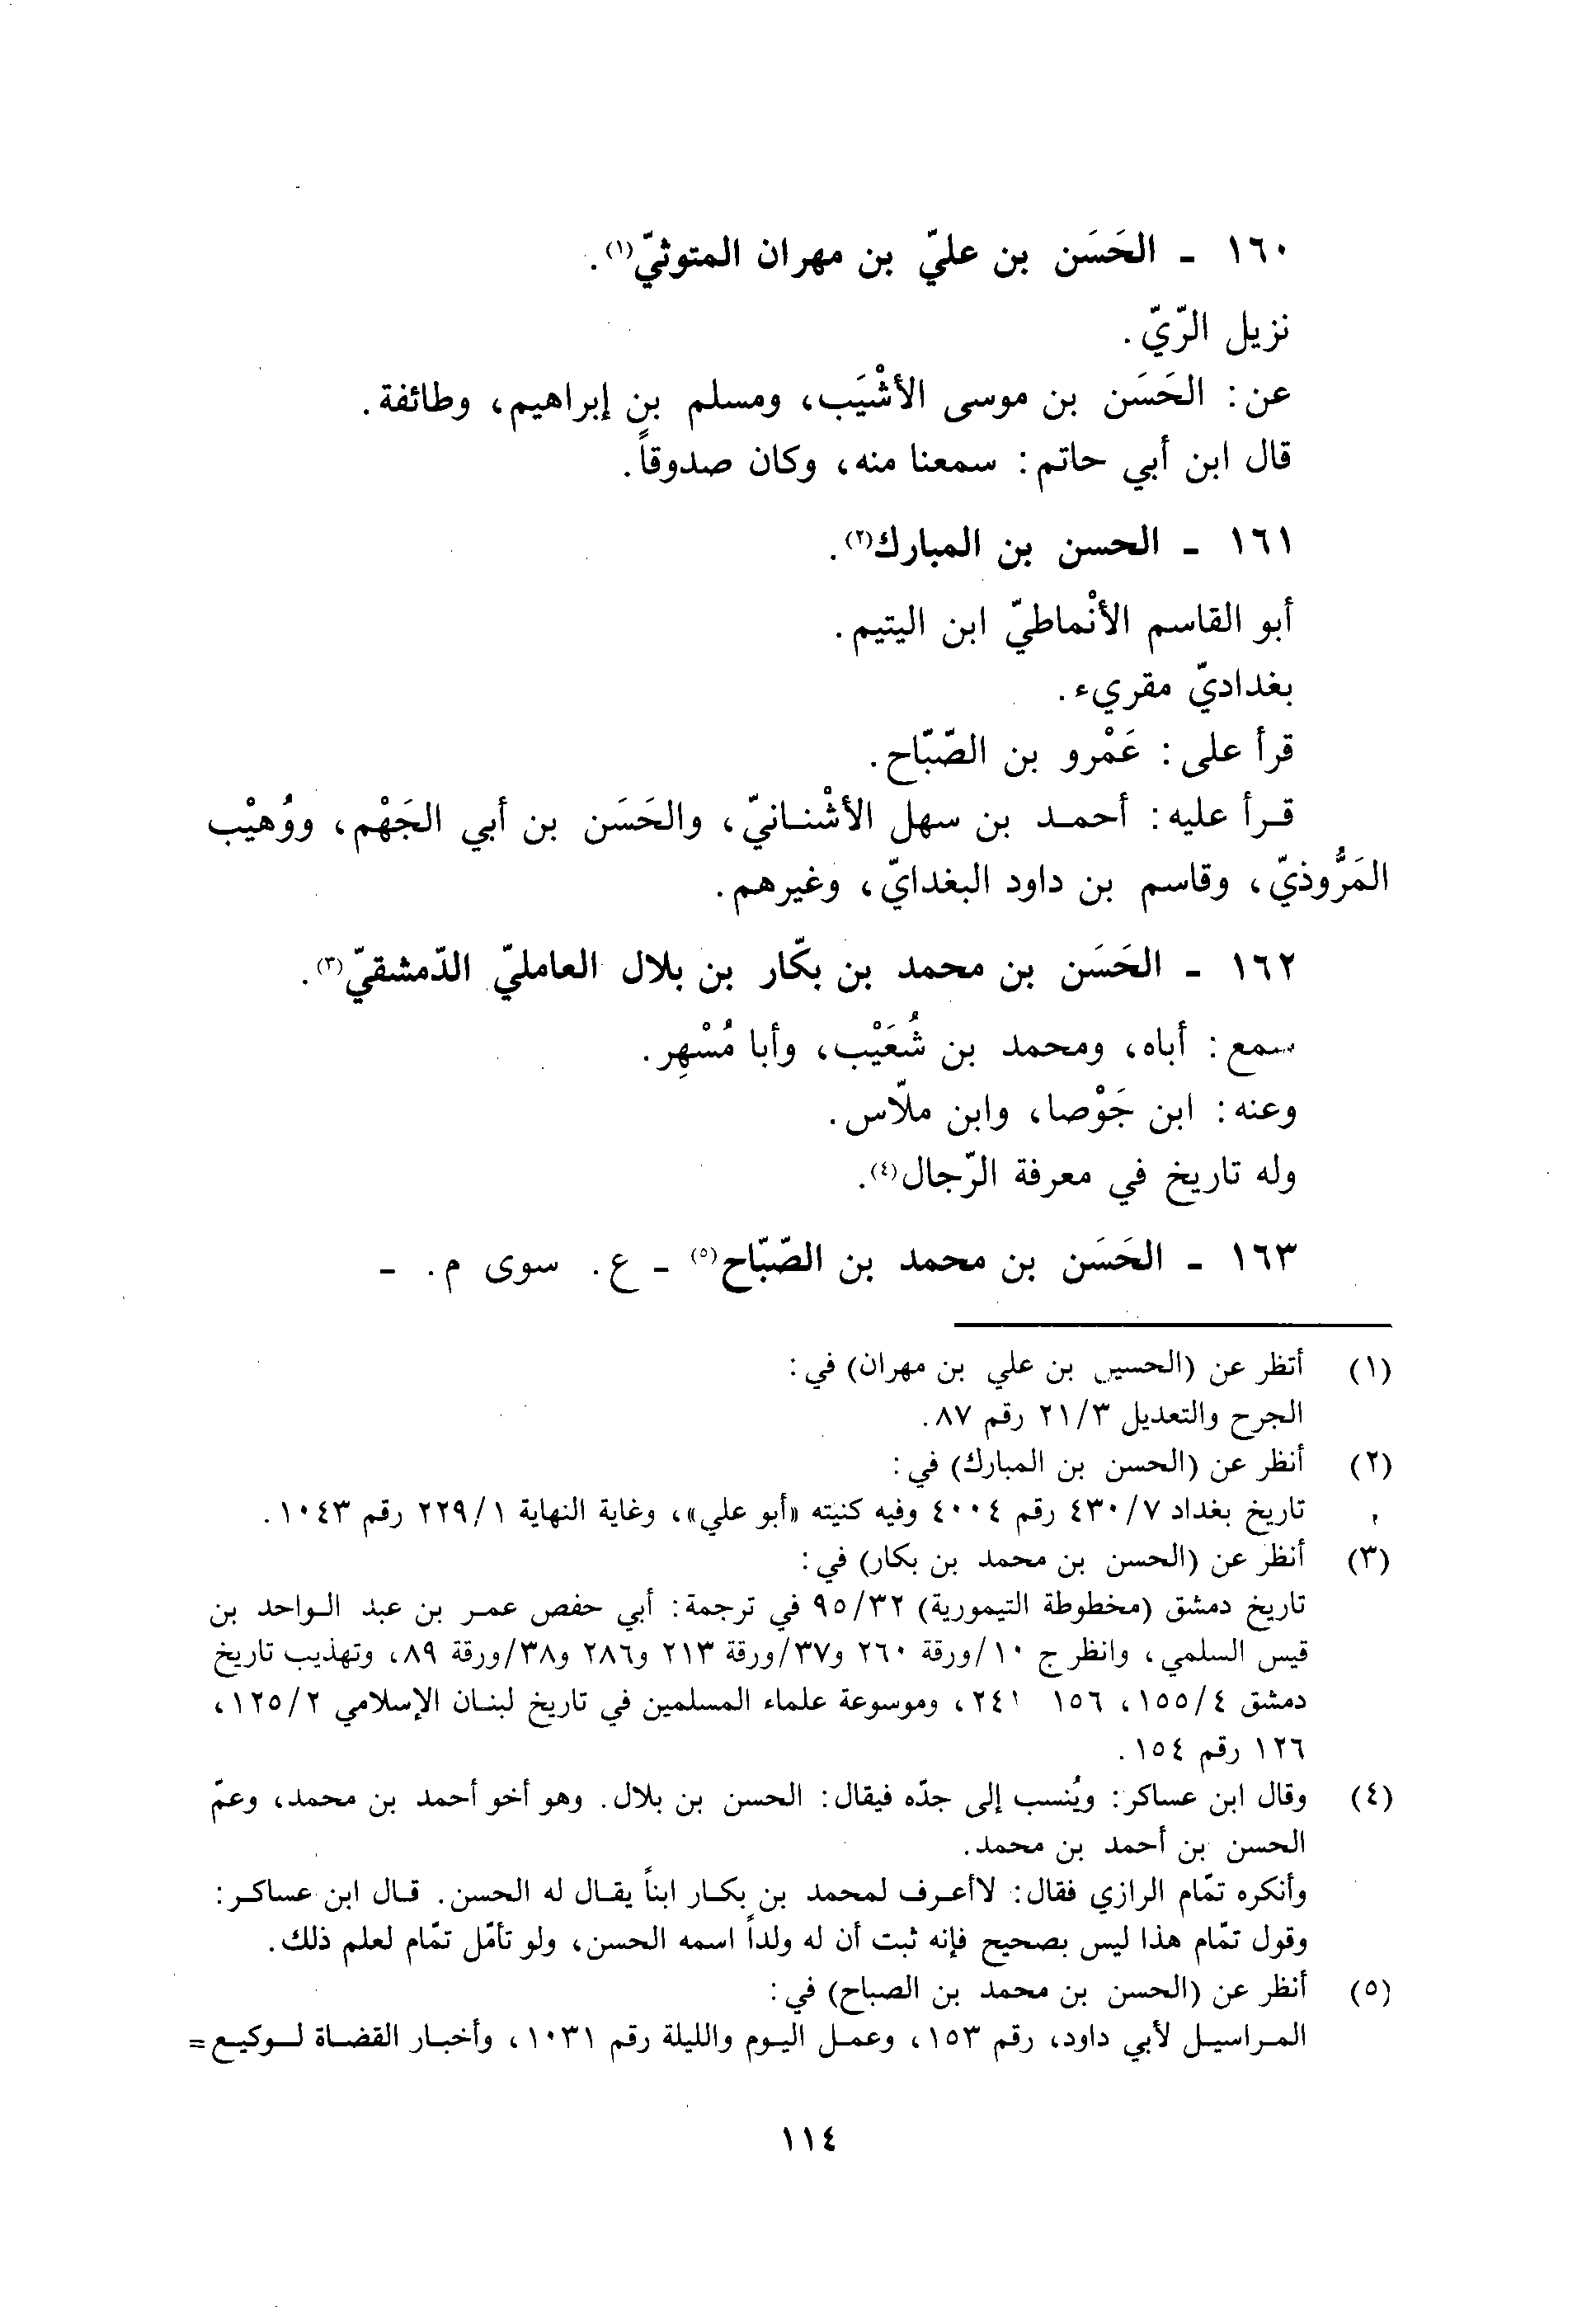 ١٦٠ - الحَسَن بن عليّ بن مهران المتوثيّ(١).
نزيل الرّيّ.
عن: الحَسَن بن موسى الأشْيَب، ومسلم بن إبراهيم، وطائفة.
قال ابن أبي حاتم: سمعنا منه، وكان صدوقاً.
١٦١ - الحسن بن المبارك(٢).
أبو القاسم الأنْماطيّ ابن اليتيم.
بغداديّ مقريء.
قرأ على: عَمْرو بن الصّبّاح.
قرأ عليه: أحمد بن سهل الأشْنانيّ، والحَسَن بن أبي الجَهْم، ووُهيْب
المَرُّوذيّ، وقاسم بن داود البغدايّ، وغيرهم.
١٦٢ - الحَسَن بن محمد بن بكّار بن بلال العامليّ الدّمشقيّ(٣).
سمع: أباه، ومحمد بن شُعَيْب، وأبا مُسْهِر.
وعنه: ابن جَوْصا، وابن ملّاس.
وله تاريخ في معرفة الرّجال(٤).
١٦٣ - الحَسَن بن محمد بن الصّبّاح(٥) - ع. سوى م. -
(١) أتظر عن (الحسين بن علي بن مهران) في:
الجرح والتعديل ٢١/٣ رقم ٨٧.
(٢) أنظر عن (الحسن بن المبارك) في:
تاريخ بغداد ٤٣٠/٧ رقم ٤٠٠٤ وفيه كنيته «أبو علي»، وغاية النهاية ٢٢٩/١ رقم ١٠٤٣.
(٣) أنظر عن (الحسن بن محمد بن بكار) في:
تاريخ دمشق (مخطوطة التيمورية) ٩٥/٣٢ في ترجمة: أبي حفص عمر بن عبد الواحد بن
قيس السلمي، وانظر ج ١٠/ورقة ٢٦٠ و٣٧/ورقة ٢١٣ و٢٨٦ و٣٨/ورقة ٨٩، وتهذيب تاريخ
دمشق ١٥٥/٤، ١٥٦ ٢٤١، وموسوعة علماء المسلمين في تاريخ لبنان الإسلامي ١٢٥/٢،
١٢٦ رقم ١٥٤.
(٤) وقال ابن عساكر: ويُنسب إلى جدّه فيقال: الحسن بن بلال. وهو أخو أحمد بن محمد، وعمّ
الحسن بن أحمد بن محمد.
وأنكره تمّام الرازي فقال: لاأعرف لمحمد بن بكار ابناً يقال له الحسن. قال ابن عساكر:
وقول تمّام هذا ليس بصحيح فإنه ثبت أن له ولداً اسمه الحسن، ولو تأمّل تمّام لعلم ذلك.
(٥) أنظر عن (الحسن بن محمد بن الصباح) في:
المراسيل لأبي داود، رقم ١٥٣، وعمل اليوم والليلة رقم ١٠٣١، وأخبار القضاة لوكيع =
١١٤